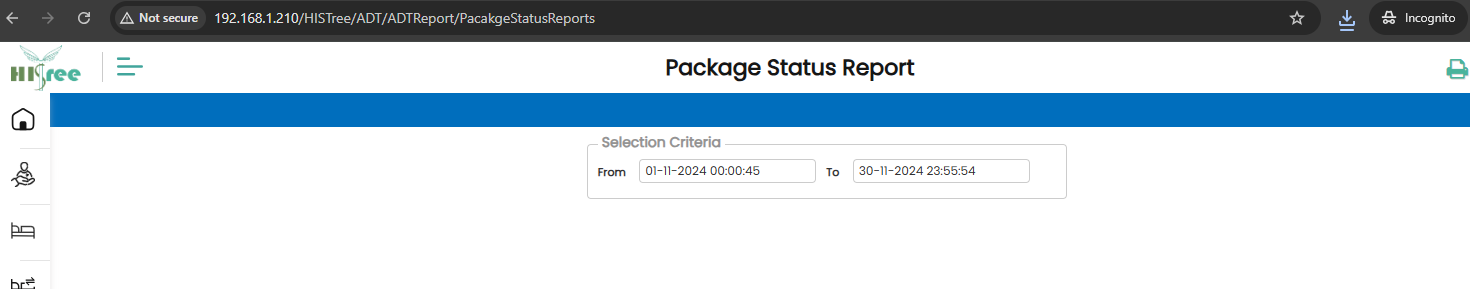 Not secure 192.168.1.210/HISTree/ADT/ADTReport/PacakgeStatusReports Incognito
HISTree
Package Status Report
Selection Criteria
From 01-11-2024 00:00:45 To 30-11-2024 23:55:54